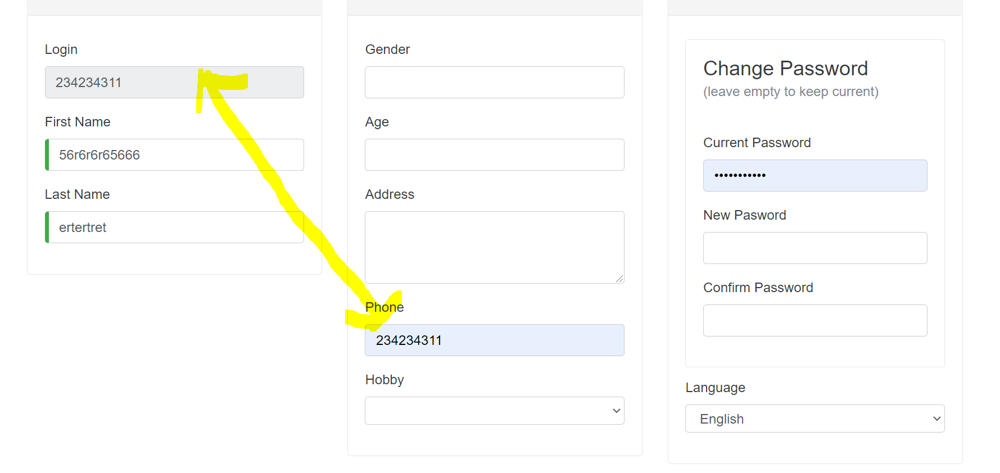 Login
234234311
First Name
56r6r6r65666
Last Name
ertertret
Gender
Age
Address
Phone
234234311
Hobby
Change Password
(leave empty to keep current)
Current Password
•••••••••••
New Pasword
Confirm Password
Language
English